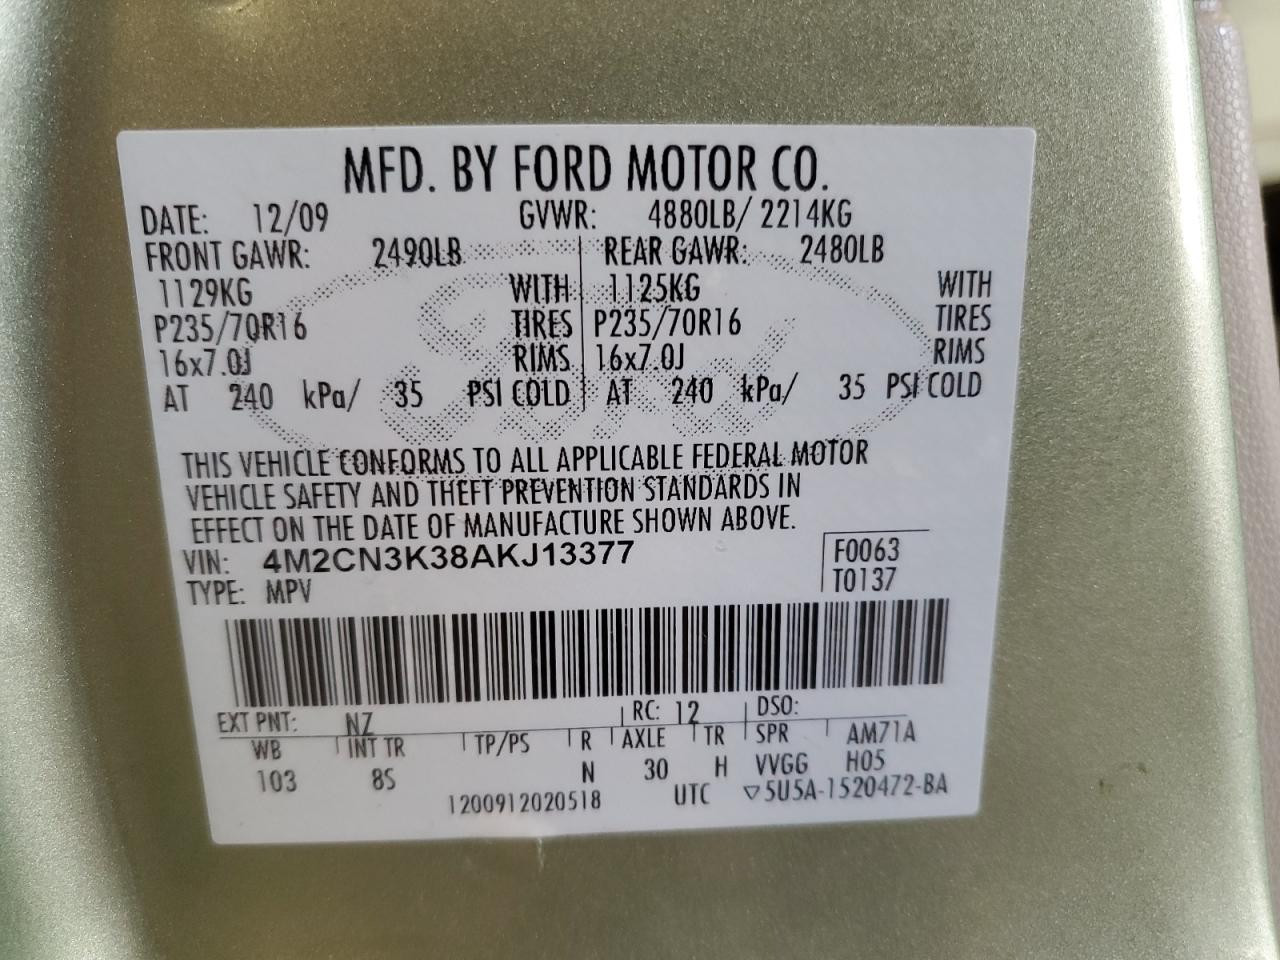 MFD. BY FORD MOTOR CO.
DATE: 12/09 GVWR: 4880LB/ 2214KG
FRONT GAWR: 2490LB REAR GAWR: 2480LB
1129KG WITH 1125KG WITH
P235/70R16 TIRES P235/70R16 TIRES
16x7.0J RIMS 16x7.0J RIMS
AT 240 kPa/ 35 PSI COLD AT 240 kPa/ 35 PSI COLD
THIS VEHICLE CONFORMS TO ALL APPLICABLE FEDERAL MOTOR
VEHICLE SAFETY AND THEFT PREVENTION STANDARDS IN
EFFECT ON THE DATE OF MANUFACTURE SHOWN ABOVE.
VIN: 4M2CN3K38AKJ13377 F0063
TYPE: MPV T0137
EXT PNT: NZ RC: 12 DSO:
WB INT TR TP/PS R AXLE TR SPR AM71A
103 8S N 30 H VVGG H05
1200912020518 UTC ▽5U5A-1520472-BA